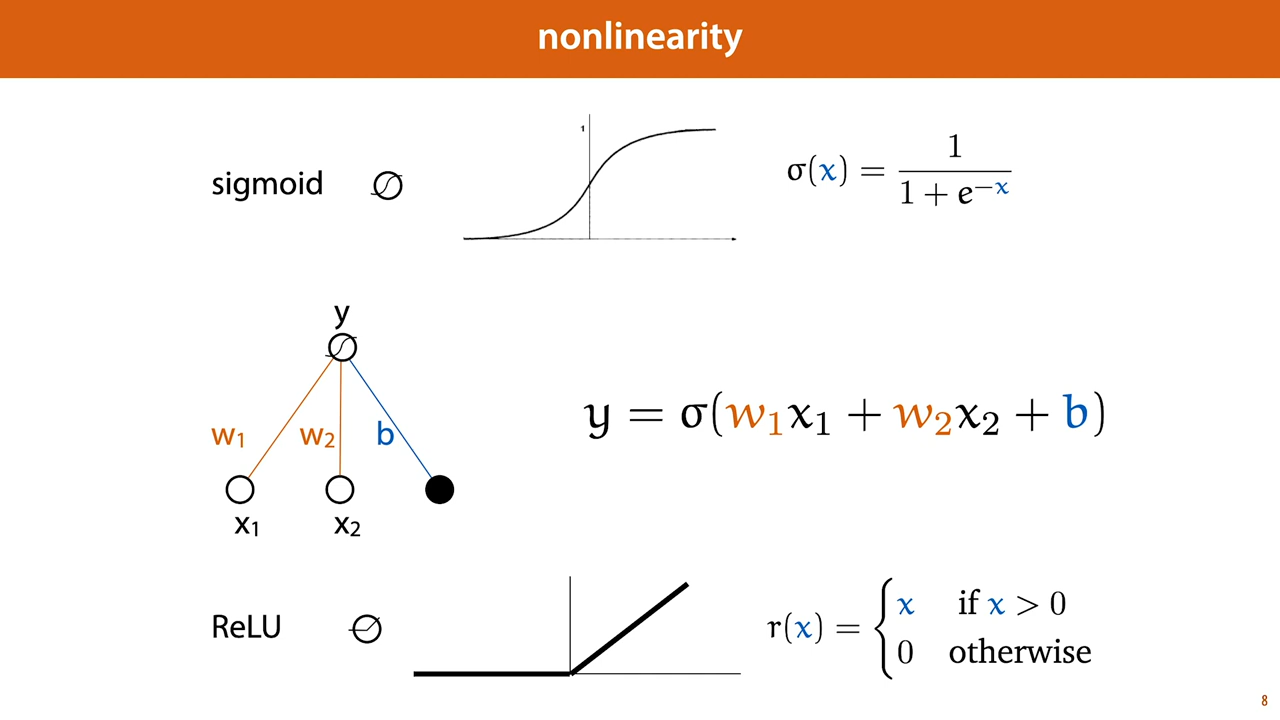 nonlinearity
1
sigmoid
σ(x) = 1 / (1 + e^−x)
y
w₁ w₂ b
x₁ x₂
y = σ(w₁x₁ + w₂x₂ + b)
ReLU
r(x) = { x if x > 0
0 otherwise
8